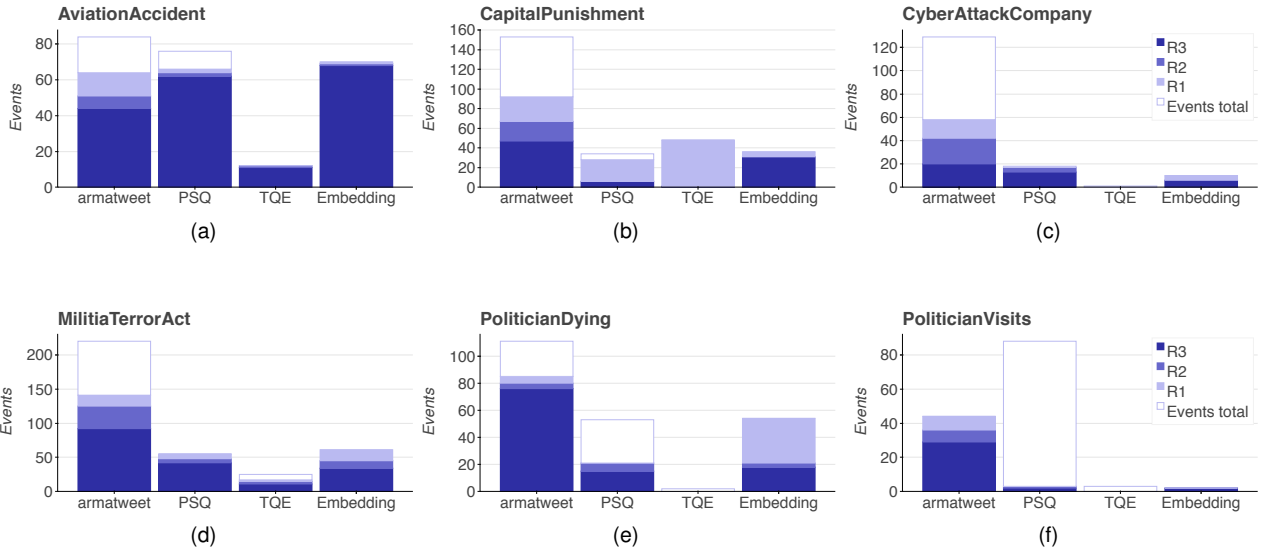 AviationAccident
80
60
40
20
0
Events
armatweet PSQ TQE Embedding
(a)
CapitalPunishment
160
140
120
100
80
60
40
20
0
Events
armatweet PSQ TQE Embedding
(b)
CyberAttackCompany
120
100
80
60
40
20
0
Events
R3
R2
R1
Events total
armatweet PSQ TQE Embedding
(c)
MilitiaTerrorAct
200
150
100
50
0
Events
armatweet PSQ TQE Embedding
(d)
PoliticianDying
100
80
60
40
20
0
Events
armatweet PSQ TQE Embedding
(e)
PoliticianVisits
80
60
40
20
0
Events
R3
R2
R1
Events total
armatweet PSQ TQE Embedding
(f)